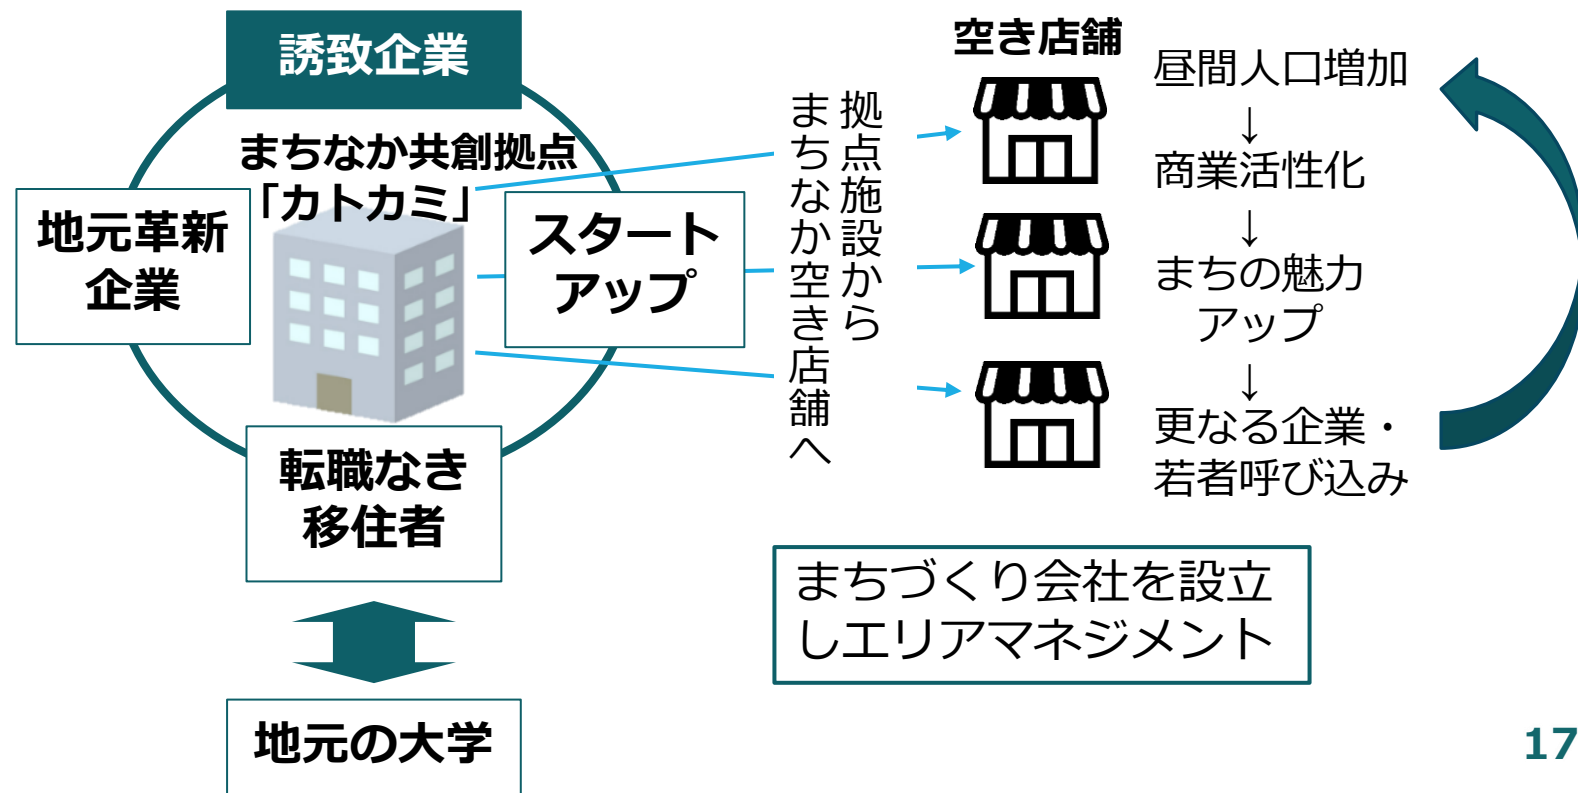 誘致企業
まちなか共創拠点
「カトカミ」
地元革新
企業
スタート
アップ
転職なき
移住者
地元の大学
拠点施設から
まちなか空き店舗へ
空き店舗
昼間人口増加
↓
商業活性化
↓
まちの魅力
アップ
↓
更なる企業・
若者呼び込み
まちづくり会社を設立
しエリアマネジメント
17